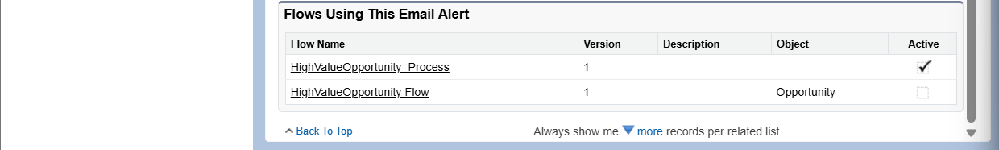 Flows Using This Email Alert
Flow Name Version Description Object Active
HighValueOpportunity_Process 1
HighValueOpportunity Flow 1 Opportunity
Back To Top Always show me more records per related list